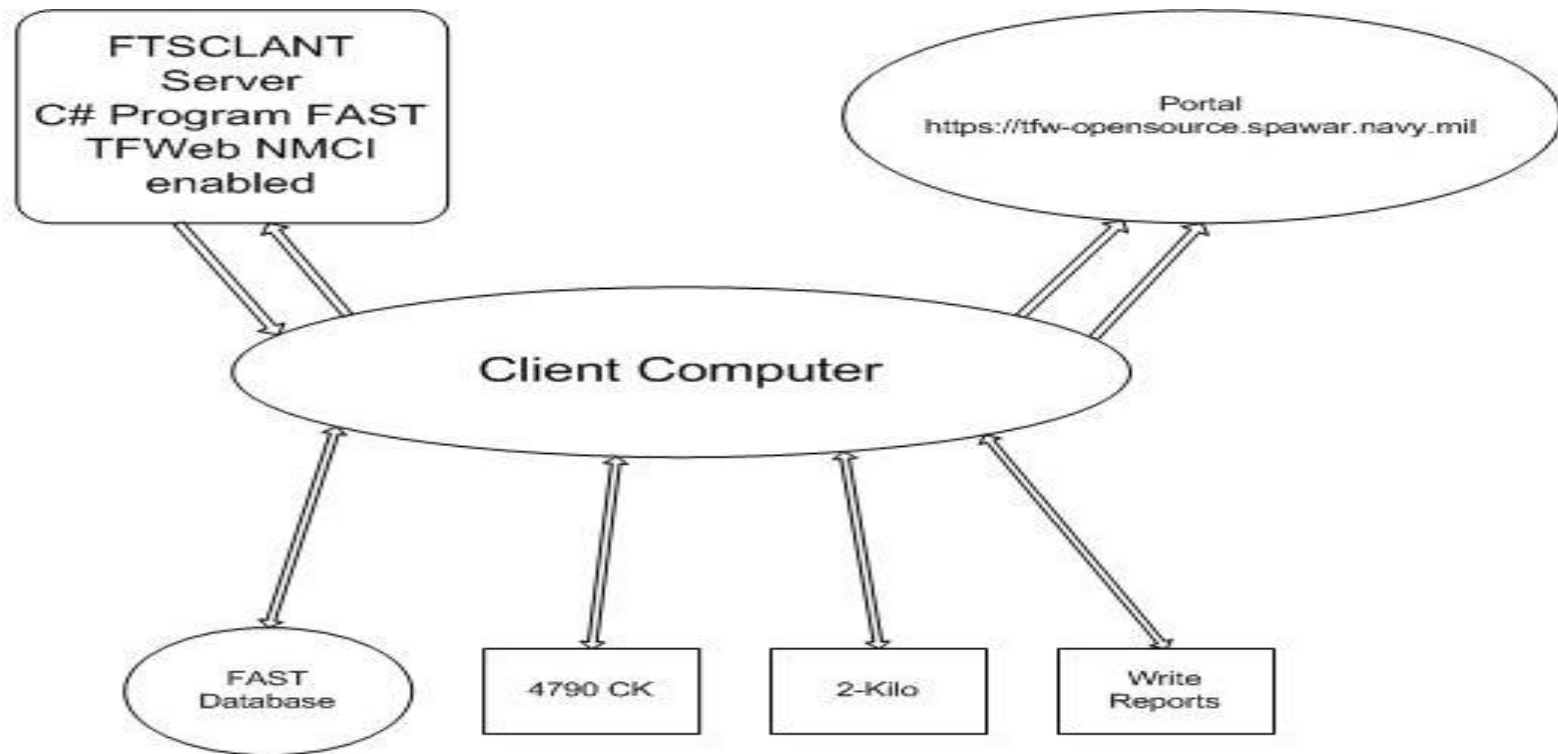 FTSCLANT
Server
C# Program FAST
TFWeb NMCI
enabled
Portal
https://tfw-opensource.spawar.navy.mil
Client Computer
FAST
Database
4790 CK
2-Kilo
Write
Reports